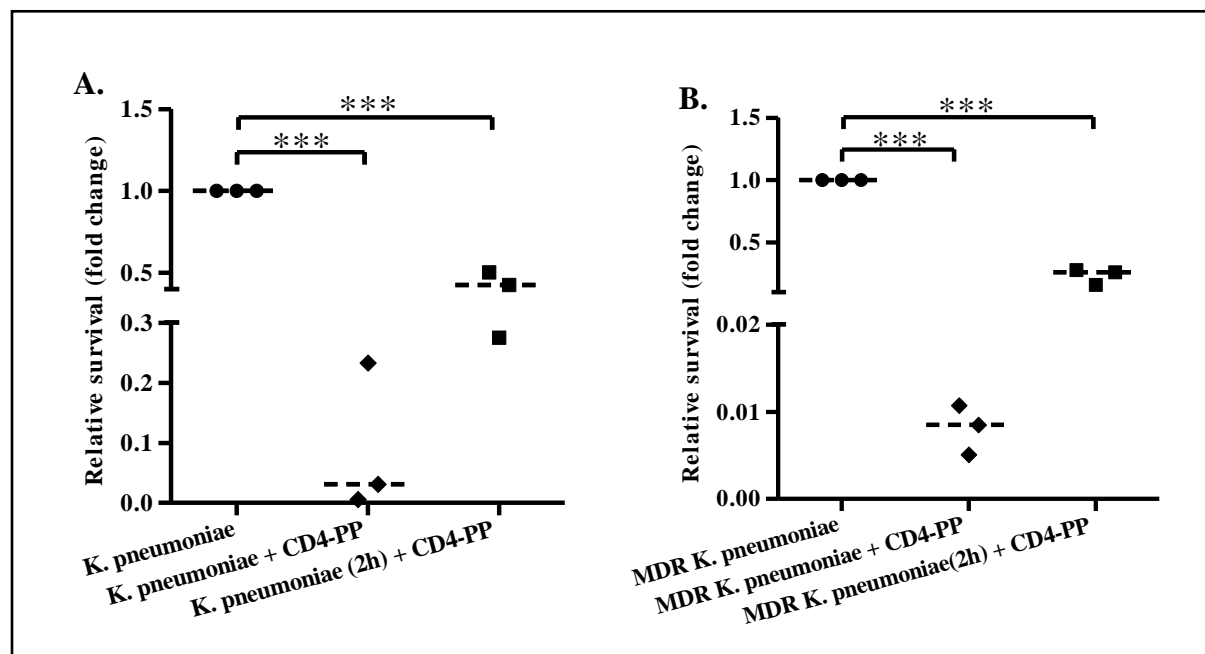 A.
Relative survival (fold change)
1.5
1.0
0.5
0.3
0.2
0.1
0.0
***
***
K. pneumoniae
K. pneumoniae + CD4-PP
K. pneumoniae (2h) + CD4-PP
B.
Relative survival (fold change)
1.5
1.0
0.5
0.02
0.01
0.00
***
***
MDR K. pneumoniae
MDR K. pneumoniae + CD4-PP
MDR K. pneumoniae(2h) + CD4-PP